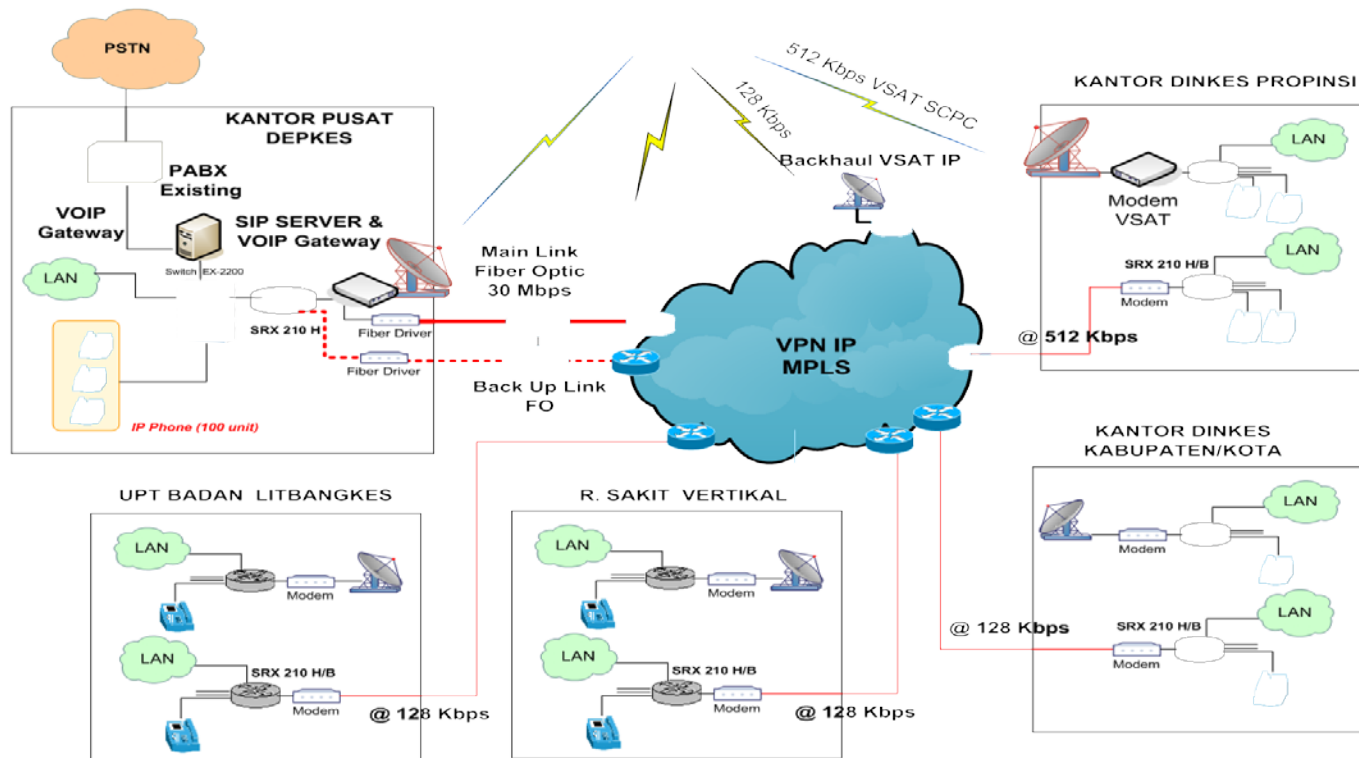 PSTN
KANTOR PUSAT
DEPKES
PABX
Existing
VOIP
Gateway
SIP SERVER &
VOIP Gateway
Switch EX-2200
LAN
SRX 210 H
Fiber Driver
Fiber Driver
IP Phone (100 unit)
Main Link
Fiber Optic
30 Mbps
Back Up Link
FO
512 Kbps VSAT SCPC
128 Kbps
Backhaul VSAT IP
VPN IP
MPLS
KANTOR DINKES PROPINSI
LAN
Modem
VSAT
LAN
SRX 210 H/B
Modem
@ 512 Kbps
KANTOR DINKES
KABUPATEN/KOTA
LAN
Modem
LAN
SRX 210 H/B
Modem
@ 128 Kbps
UPT BADAN LITBANGKES
LAN
Modem
LAN
SRX 210 H/B
Modem
@ 128 Kbps
R. SAKIT VERTIKAL
LAN
Modem
LAN
SRX 210 H/B
Modem
@ 128 Kbps